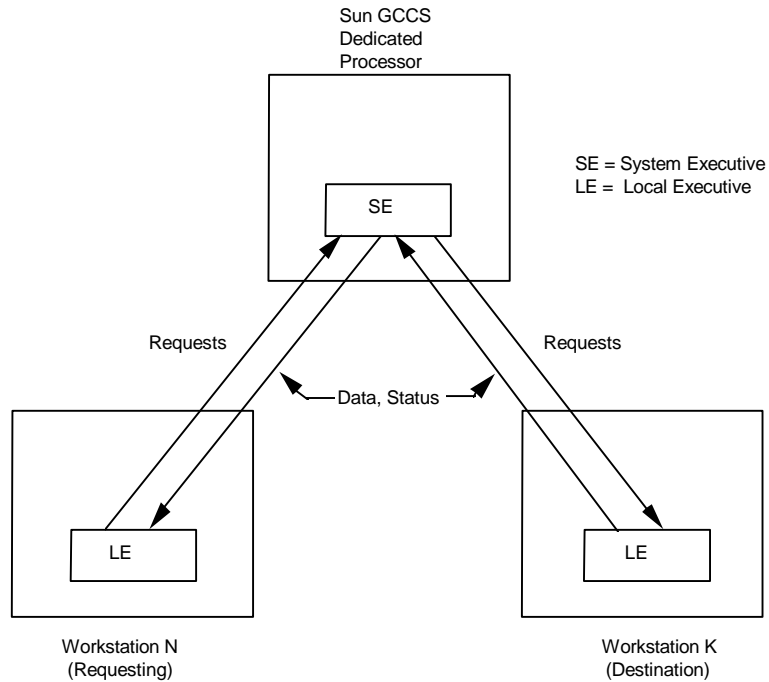 Sun GCCS
Dedicated
Processor
SE = System Executive
LE = Local Executive
SE
Requests
Requests
Data, Status
LE
LE
Workstation N
(Requesting)
Workstation K
(Destination)